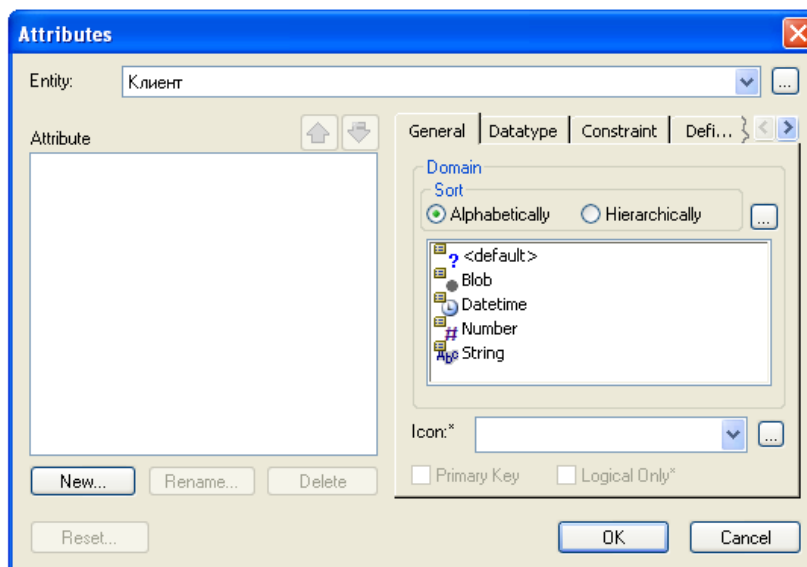 Attributes
Entity: Клиент ...
Attribute
General Datatype Constraint Defi...
Domain
Sort
Alphabetically Hierarchically ...
<default>
Blob
Datetime
Number
String
Icon:* ...
Primary Key Logical Only*
New... Rename... Delete
Reset... OK Cancel